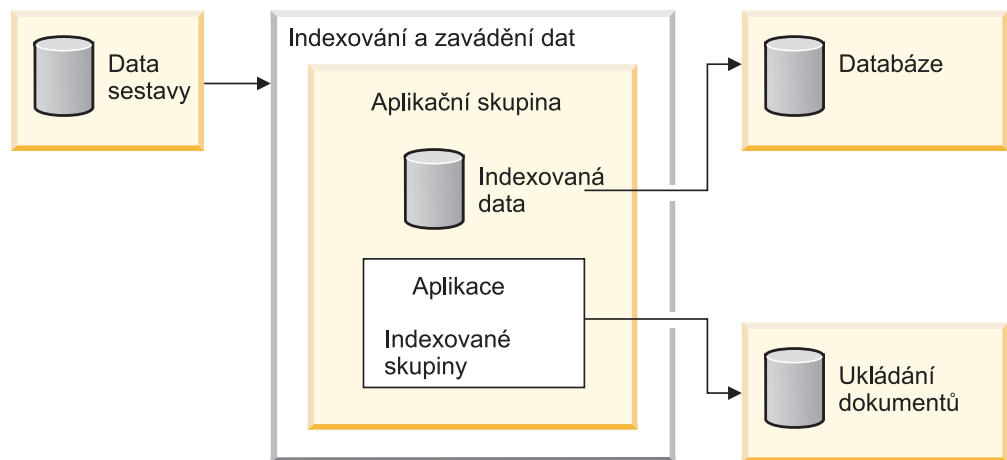 Data
sestavy
Indexování a zavádění dat
Aplikační skupina
Indexovaná
data
Aplikace
Indexované
skupiny
Databáze
Ukládání
dokumentů